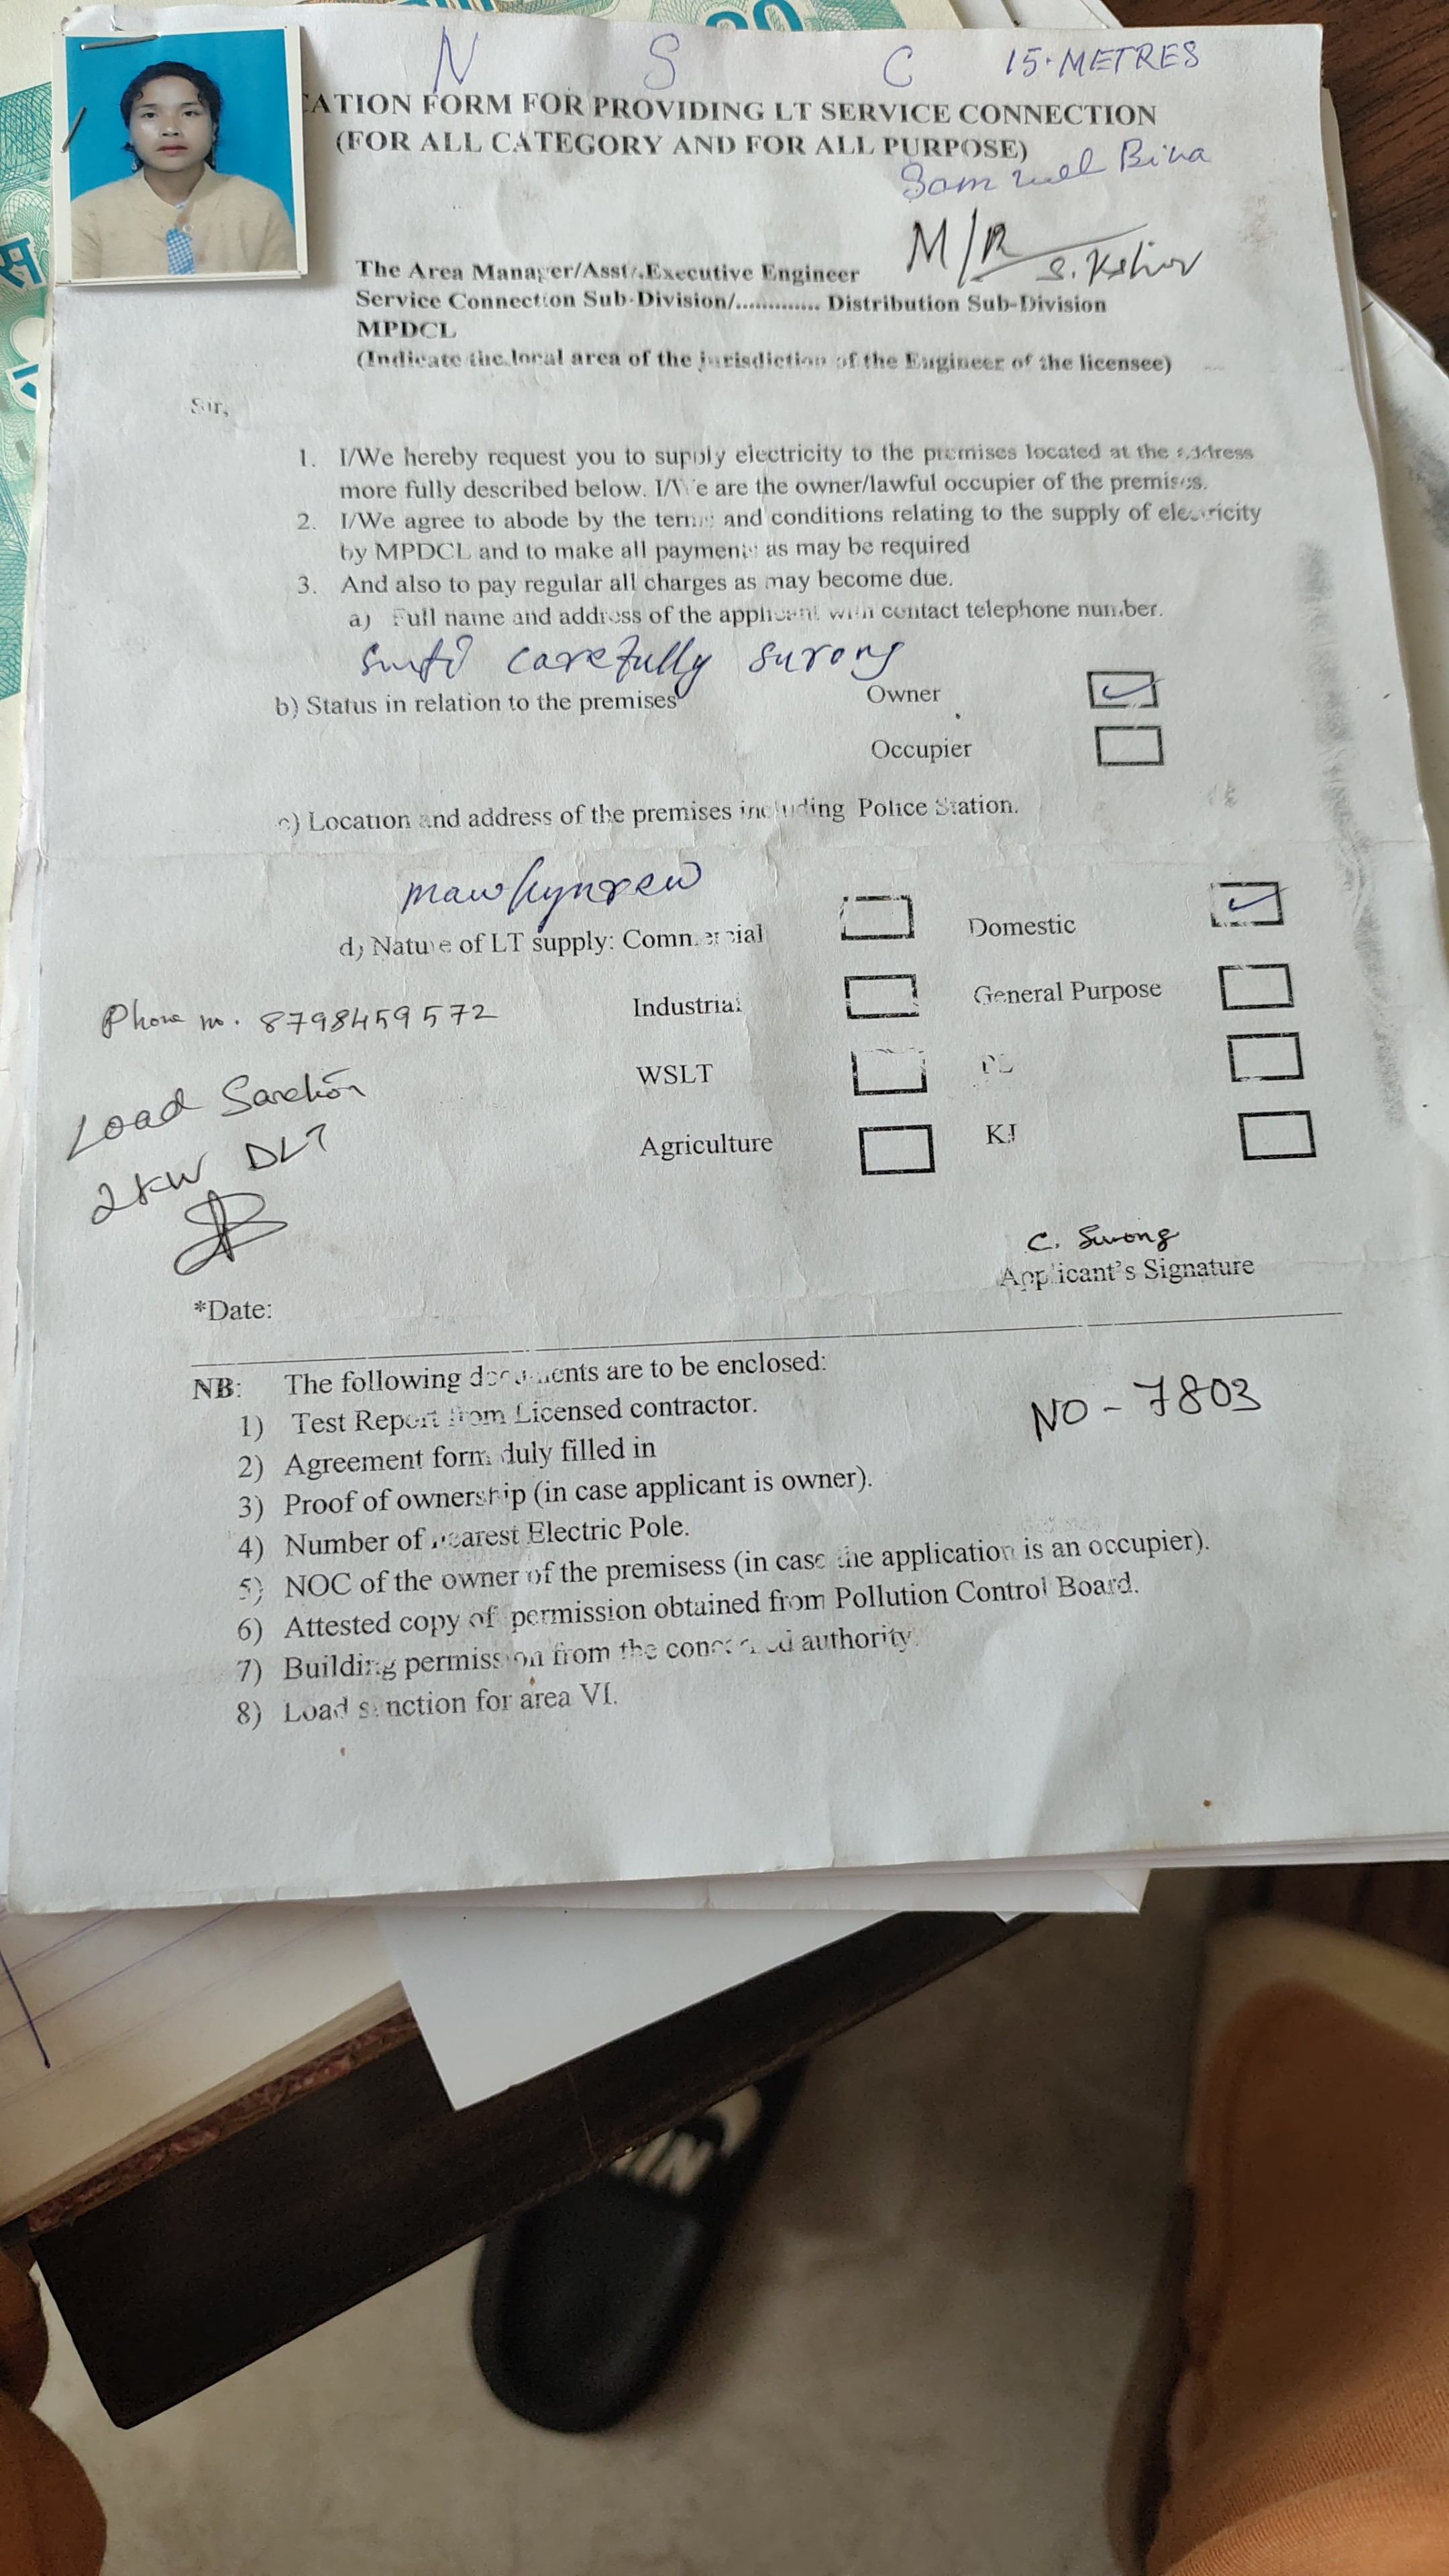 N S C 15. METRES
CATION FORM FOR PROVIDING LT SERVICE CONNECTION
(FOR ALL CATEGORY AND FOR ALL PURPOSE)
M/R
The Area Manager/Asstt. Executive Engineer
Service Connection Sub-Division/............. Distribution Sub-Division
MPDCL
(Indicate the local area of the jurisdiction of the Engineer of the licensee)
Sir,
1. I/We hereby request you to supply electricity to the premises located at the address
more fully described below. I/We are the owner/lawful occupier of the premises.
2. I/We agree to abode by the terms and conditions relating to the supply of electricity
by MPDCL and to make all payments as may be required
3. And also to pay regular all charges as may become due.
a) Full name and address of the applicant with contact telephone number.
carefully surong
b) Status in relation to the premises Owner
Occupier
c) Location and address of the premises including Police Station.
d) Nature of LT supply: Commercial Domestic
Industrial General Purpose
Phone no. 8798459572
WSLT
Load Sanction
Agriculture KJ
2KW DLT
C. Surong
Applicant's Signature
*Date:
NB: The following documents are to be enclosed:
1) Test Report from Licensed contractor.
NO - 7803
2) Agreement form duly filled in
3) Proof of ownership (in case applicant is owner).
4) Number of nearest Electric Pole.
5) NOC of the owner of the premisess (in case the application is an occupier).
6) Attested copy of permission obtained from Pollution Control Board.
7) Building permission from the concerned authority.
8) Load sanction for area VI.